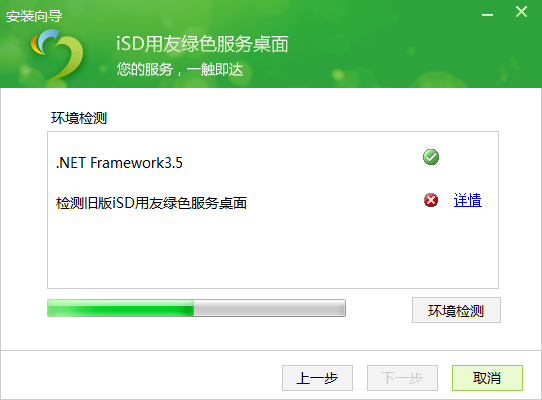 安装向导
iSD用友绿色服务桌面
您的服务，一触即达
环境检测
.NET Framework3.5
检测旧版iSD用友绿色服务桌面
详情
环境检测
上一步
下一步
取消